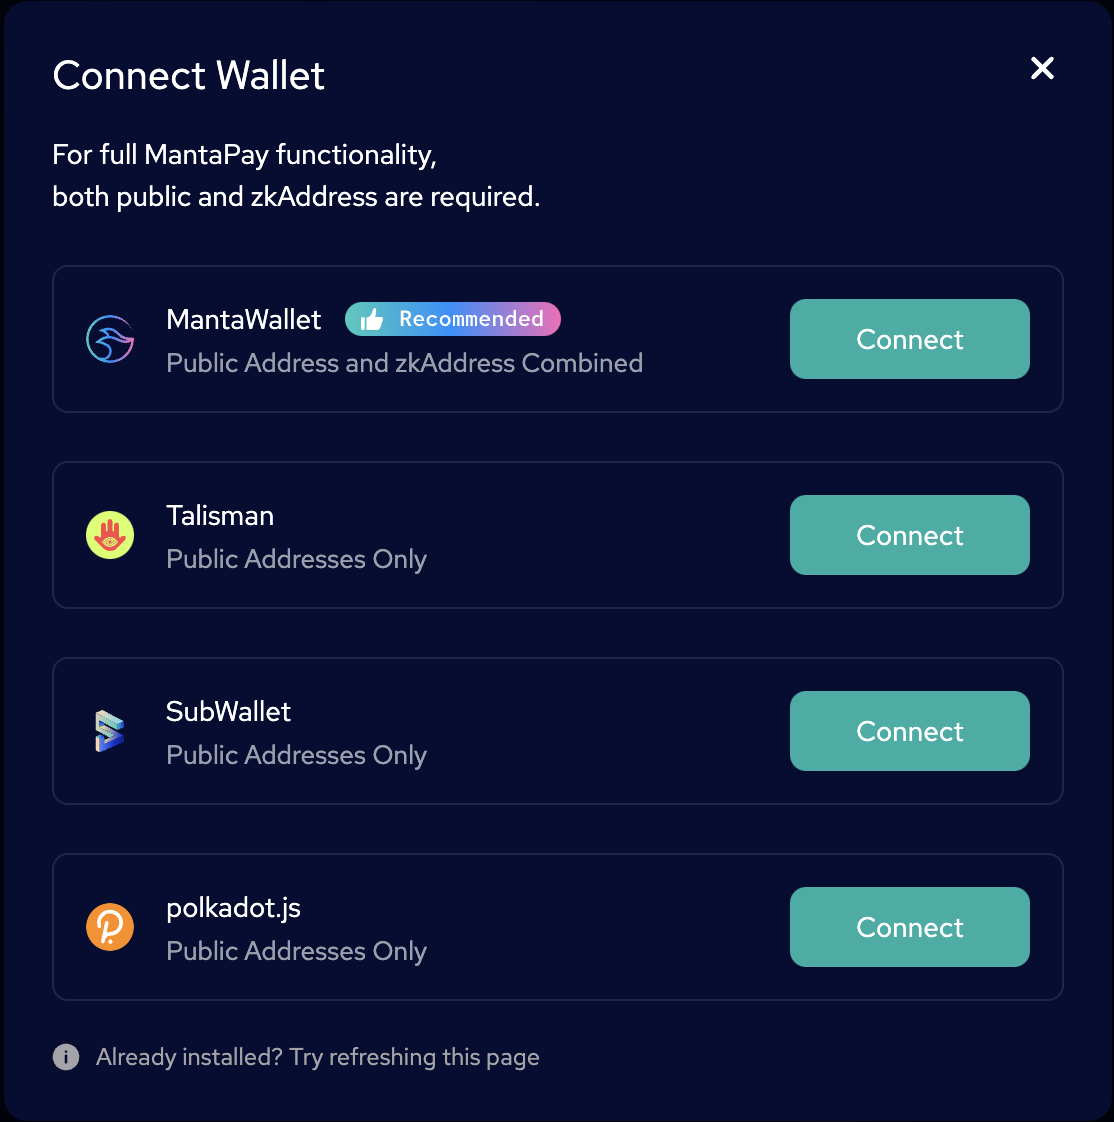 Connect Wallet
For full MantaPay functionality,
both public and zkAddress are required.
MantaWallet Recommended
Public Address and zkAddress Combined
Connect
Talisman
Public Addresses Only
Connect
SubWallet
Public Addresses Only
Connect
polkadot.js
Public Addresses Only
Connect
Already installed? Try refreshing this page